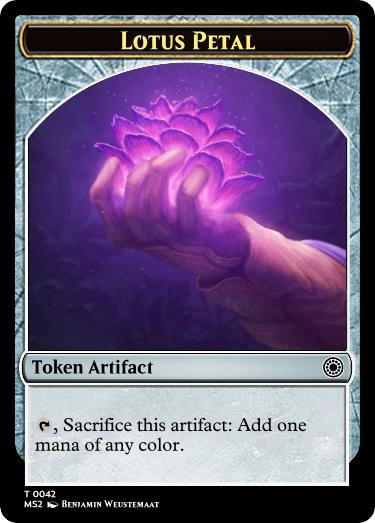 LOTUS PETAL
Token Artifact
, Sacrifice this artifact: Add one
mana of any color.
T 0042
MS2 BENJAMIN WEUSTEMAAT